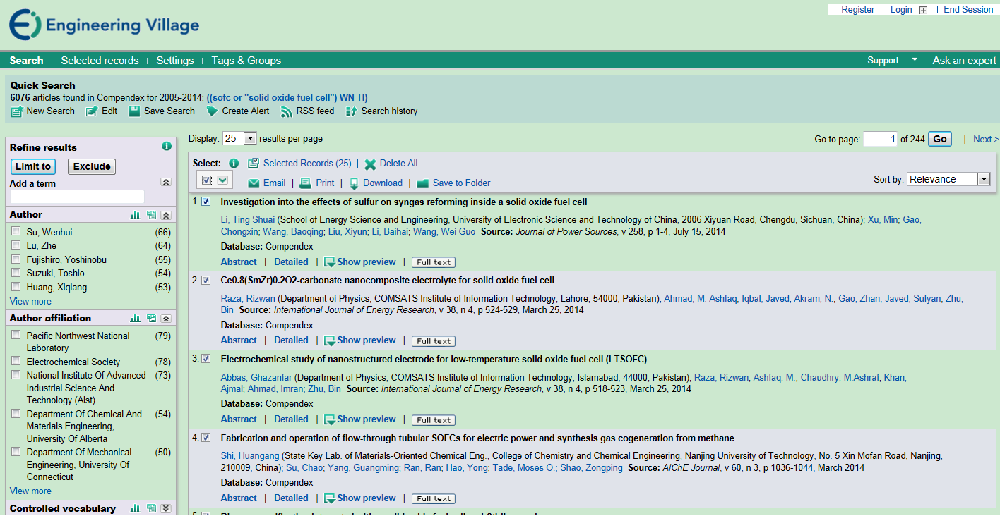 Register | Login | End Session
Engineering Village
Search | Selected records | Settings | Tags & Groups
Support Ask an expert
Quick Search
6076 articles found in Compendex for 2005-2014: ((sofc or "solid oxide fuel cell") WN TI)
New Search Edit Save Search Create Alert RSS feed Search history
Refine results
Limit to Exclude
Add a term
Author
Su, Wenhui (66)
Lu, Zhe (64)
Fujishiro, Yoshinobu (55)
Suzuki, Toshio (54)
Huang, Xiqiang (53)
View more
Author affiliation
Pacific Northwest National (79)
Laboratory
Electrochemical Society (78)
National Institute Of Advanced (73)
Industrial Science And
Technology (Aist)
Department Of Chemical And (54)
Materials Engineering,
University Of Alberta
Department Of Mechanical (50)
Engineering, University Of
Connecticut
View more
Controlled vocabulary
Display: 25 results per page
Go to page: 1 of 244 Go | Next >
Select: Selected Records (25) | Delete All
Email | Print | Download | Save to Folder
Sort by: Relevance
1. Investigation into the effects of sulfur on syngas reforming inside a solid oxide fuel cell
Li, Ting Shuai (School of Energy Science and Engineering, University of Electronic Science and Technology of China, 2006 Xiyuan Road, Chengdu, Sichuan, China); Xu, Min; Gao,
Chongxin; Wang, Baoqing; Liu, Xiyun; Li, Baihai; Wang, Wei Guo Source: Journal of Power Sources, v 258, p 1-4, July 15, 2014
Database: Compendex
Abstract | Detailed | Show preview | Full text
2. Ce0.8(SmZr)0.2O2-carbonate nanocomposite electrolyte for solid oxide fuel cell
Raza, Rizwan (Department of Physics, COMSATS Institute of Information Technology, Lahore, 54000, Pakistan); Ahmad, M. Ashfaq; Iqbal, Javed; Akram, N.; Gao, Zhan; Javed, Sufyan; Zhu,
Bin Source: International Journal of Energy Research, v 38, n 4, p 524-529, March 25, 2014
Database: Compendex
Abstract | Detailed | Show preview | Full text
3. Electrochemical study of nanostructured electrode for low-temperature solid oxide fuel cell (LTSOFC)
Abbas, Ghazanfar (Department of Physics, COMSATS Institute of Information Technology, Islamabad, 44000, Pakistan); Raza, Rizwan; Ashfaq, M.; Chaudhry, M.Ashraf; Khan,
Ajmal; Ahmad, Imran; Zhu, Bin Source: International Journal of Energy Research, v 38, n 4, p 518-523, March 25, 2014
Database: Compendex
Abstract | Detailed | Show preview | Full text
4. Fabrication and operation of flow-through tubular SOFCs for electric power and synthesis gas cogeneration from methane
Shi, Huangang (State Key Lab. of Materials-Oriented Chemical Eng., College of Chemistry and Chemical Engineering, Nanjing University of Technology, No. 5 Xin Mofan Road, Nanjing,
210009, China); Su, Chao; Yang, Guangming; Ran, Ran; Hao, Yong; Tade, Moses O.; Shao, Zongping Source: AIChE Journal, v 60, n 3, p 1036-1044, March 2014
Database: Compendex
Abstract | Detailed | Show preview | Full text